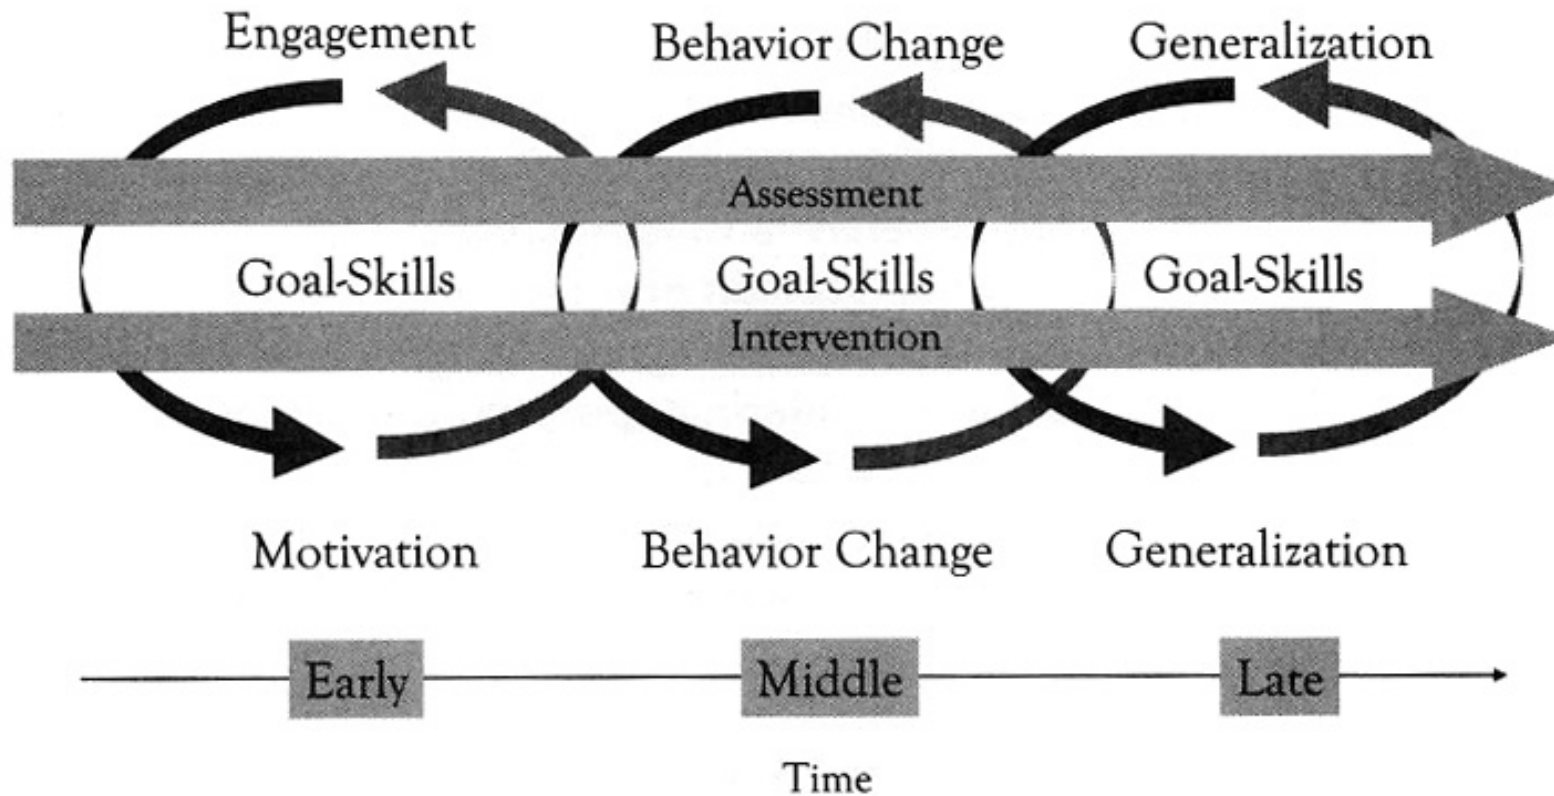 Engagement Behavior Change Generalization
Assessment
Goal-Skills Goal-Skills Goal-Skills
Intervention
Motivation Behavior Change Generalization
Early Middle Late
Time